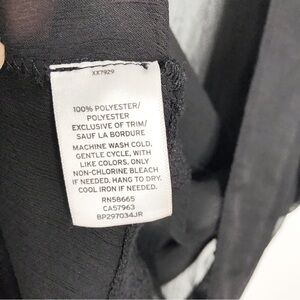 XX7929
100% POLYESTER/
POLYESTER
EXCLUSIVE OF TRIM/
SAUF LA BORDURE
MACHINE WASH COLD,
GENTLE CYCLE, WITH
LIKE COLORS. ONLY
NON-CHLORINE BLEACH
IF NEEDED. HANG TO DRY.
COOL IRON IF NEEDED.
RN58665
CA57963
BP297034JR